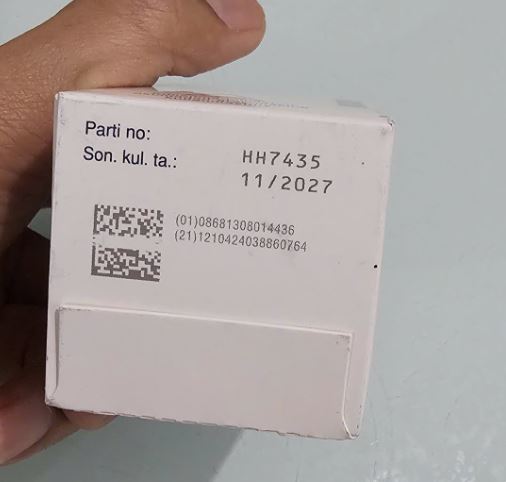 Parti no:
Son. kul. ta.:
HH7435
11/2027
(01)08681308014436
(21)1210424038860764